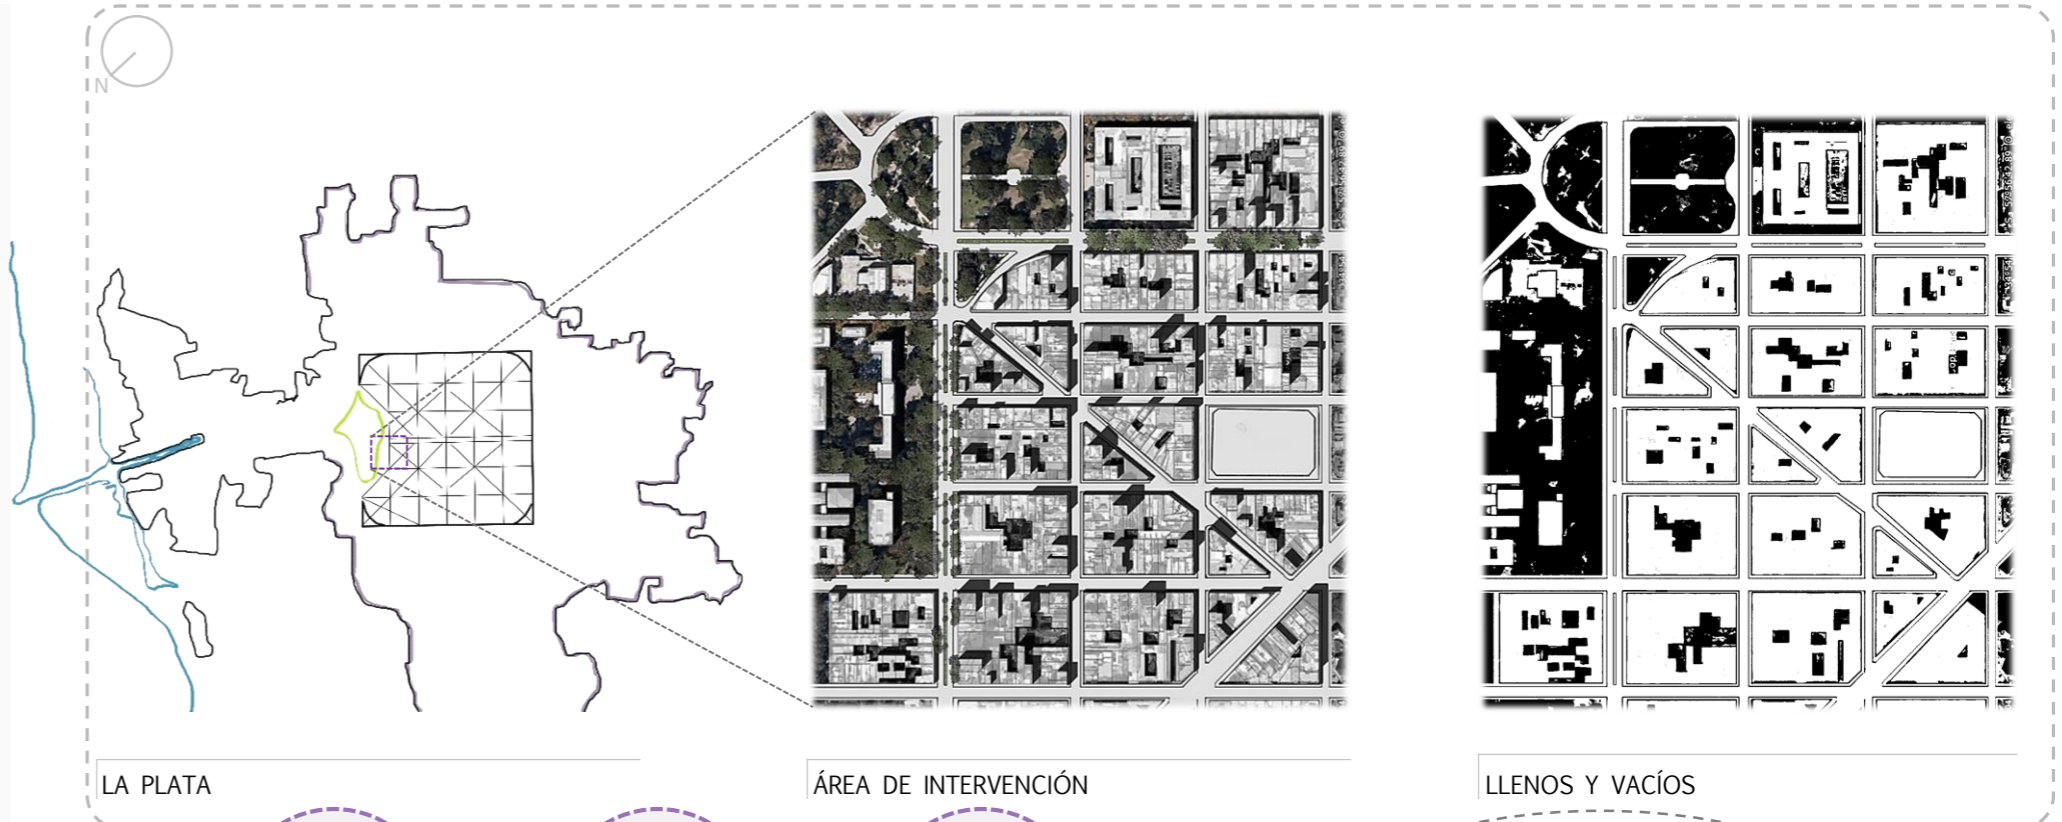 N
LA PLATA
ÁREA DE INTERVENCIÓN
LLENOS Y VACÍOS